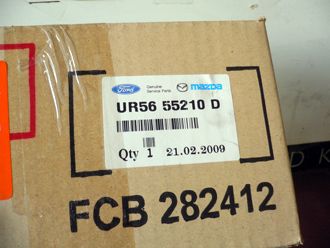 Ford
Genuine
Service Parts
mazda
UR56 55210 D
Qty 1 21.02.2009
FCB 282412
K D